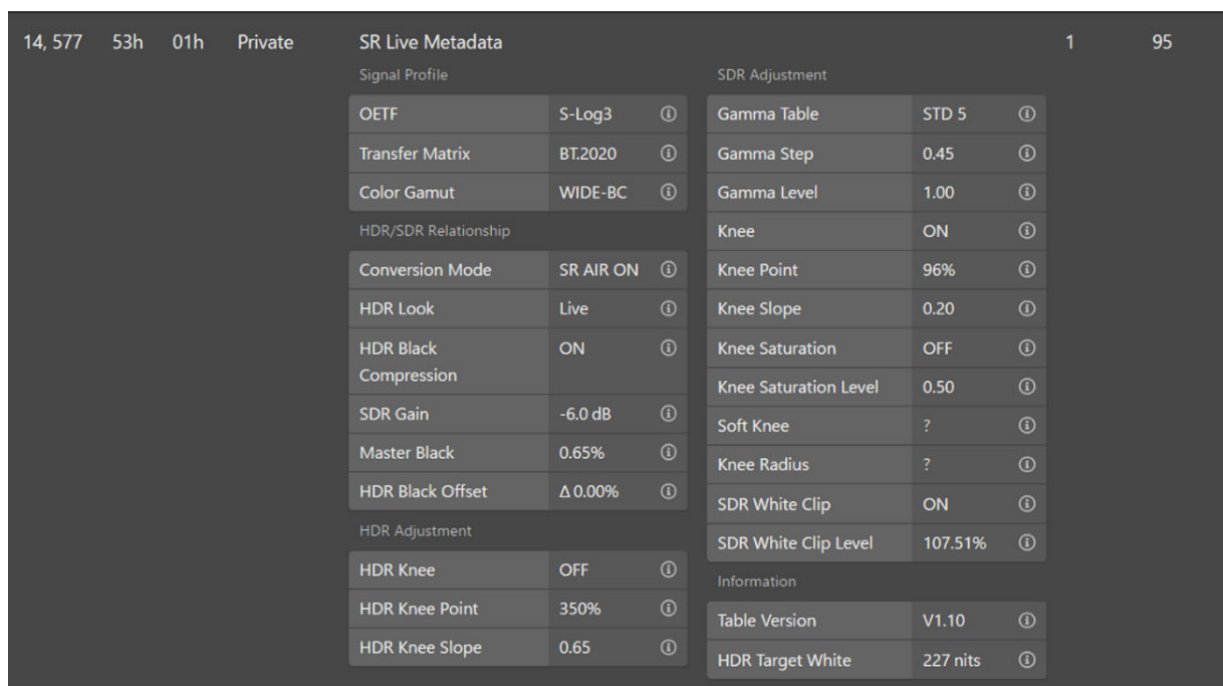 14, 577 53h 01h Private SR Live Metadata 1 95
Signal Profile
OETF S-Log3
Transfer Matrix BT.2020
Color Gamut WIDE-BC
HDR/SDR Relationship
Conversion Mode SR AIR ON
HDR Look Live
HDR Black
Compression ON
SDR Gain -6.0 dB
Master Black 0.65%
HDR Black Offset Δ 0.00%
HDR Adjustment
HDR Knee OFF
HDR Knee Point 350%
HDR Knee Slope 0.65
SDR Adjustment
Gamma Table STD 5
Gamma Step 0.45
Gamma Level 1.00
Knee ON
Knee Point 96%
Knee Slope 0.20
Knee Saturation OFF
Knee Saturation Level 0.50
Soft Knee ?
Knee Radius ?
SDR White Clip ON
SDR White Clip Level 107.51%
Information
Table Version V1.10
HDR Target White 227 nits